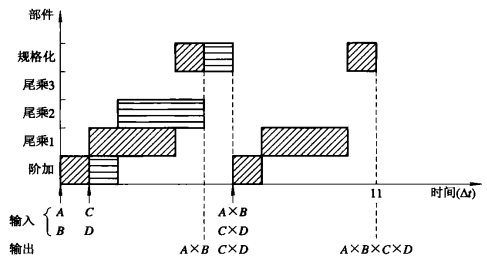 部件
规格化
尾乘3
尾乘2
尾乘1
阶加
11 时间(Δt)
输入 { A C A×B
B D C×D
输出 A×B C×D A×B×C×D